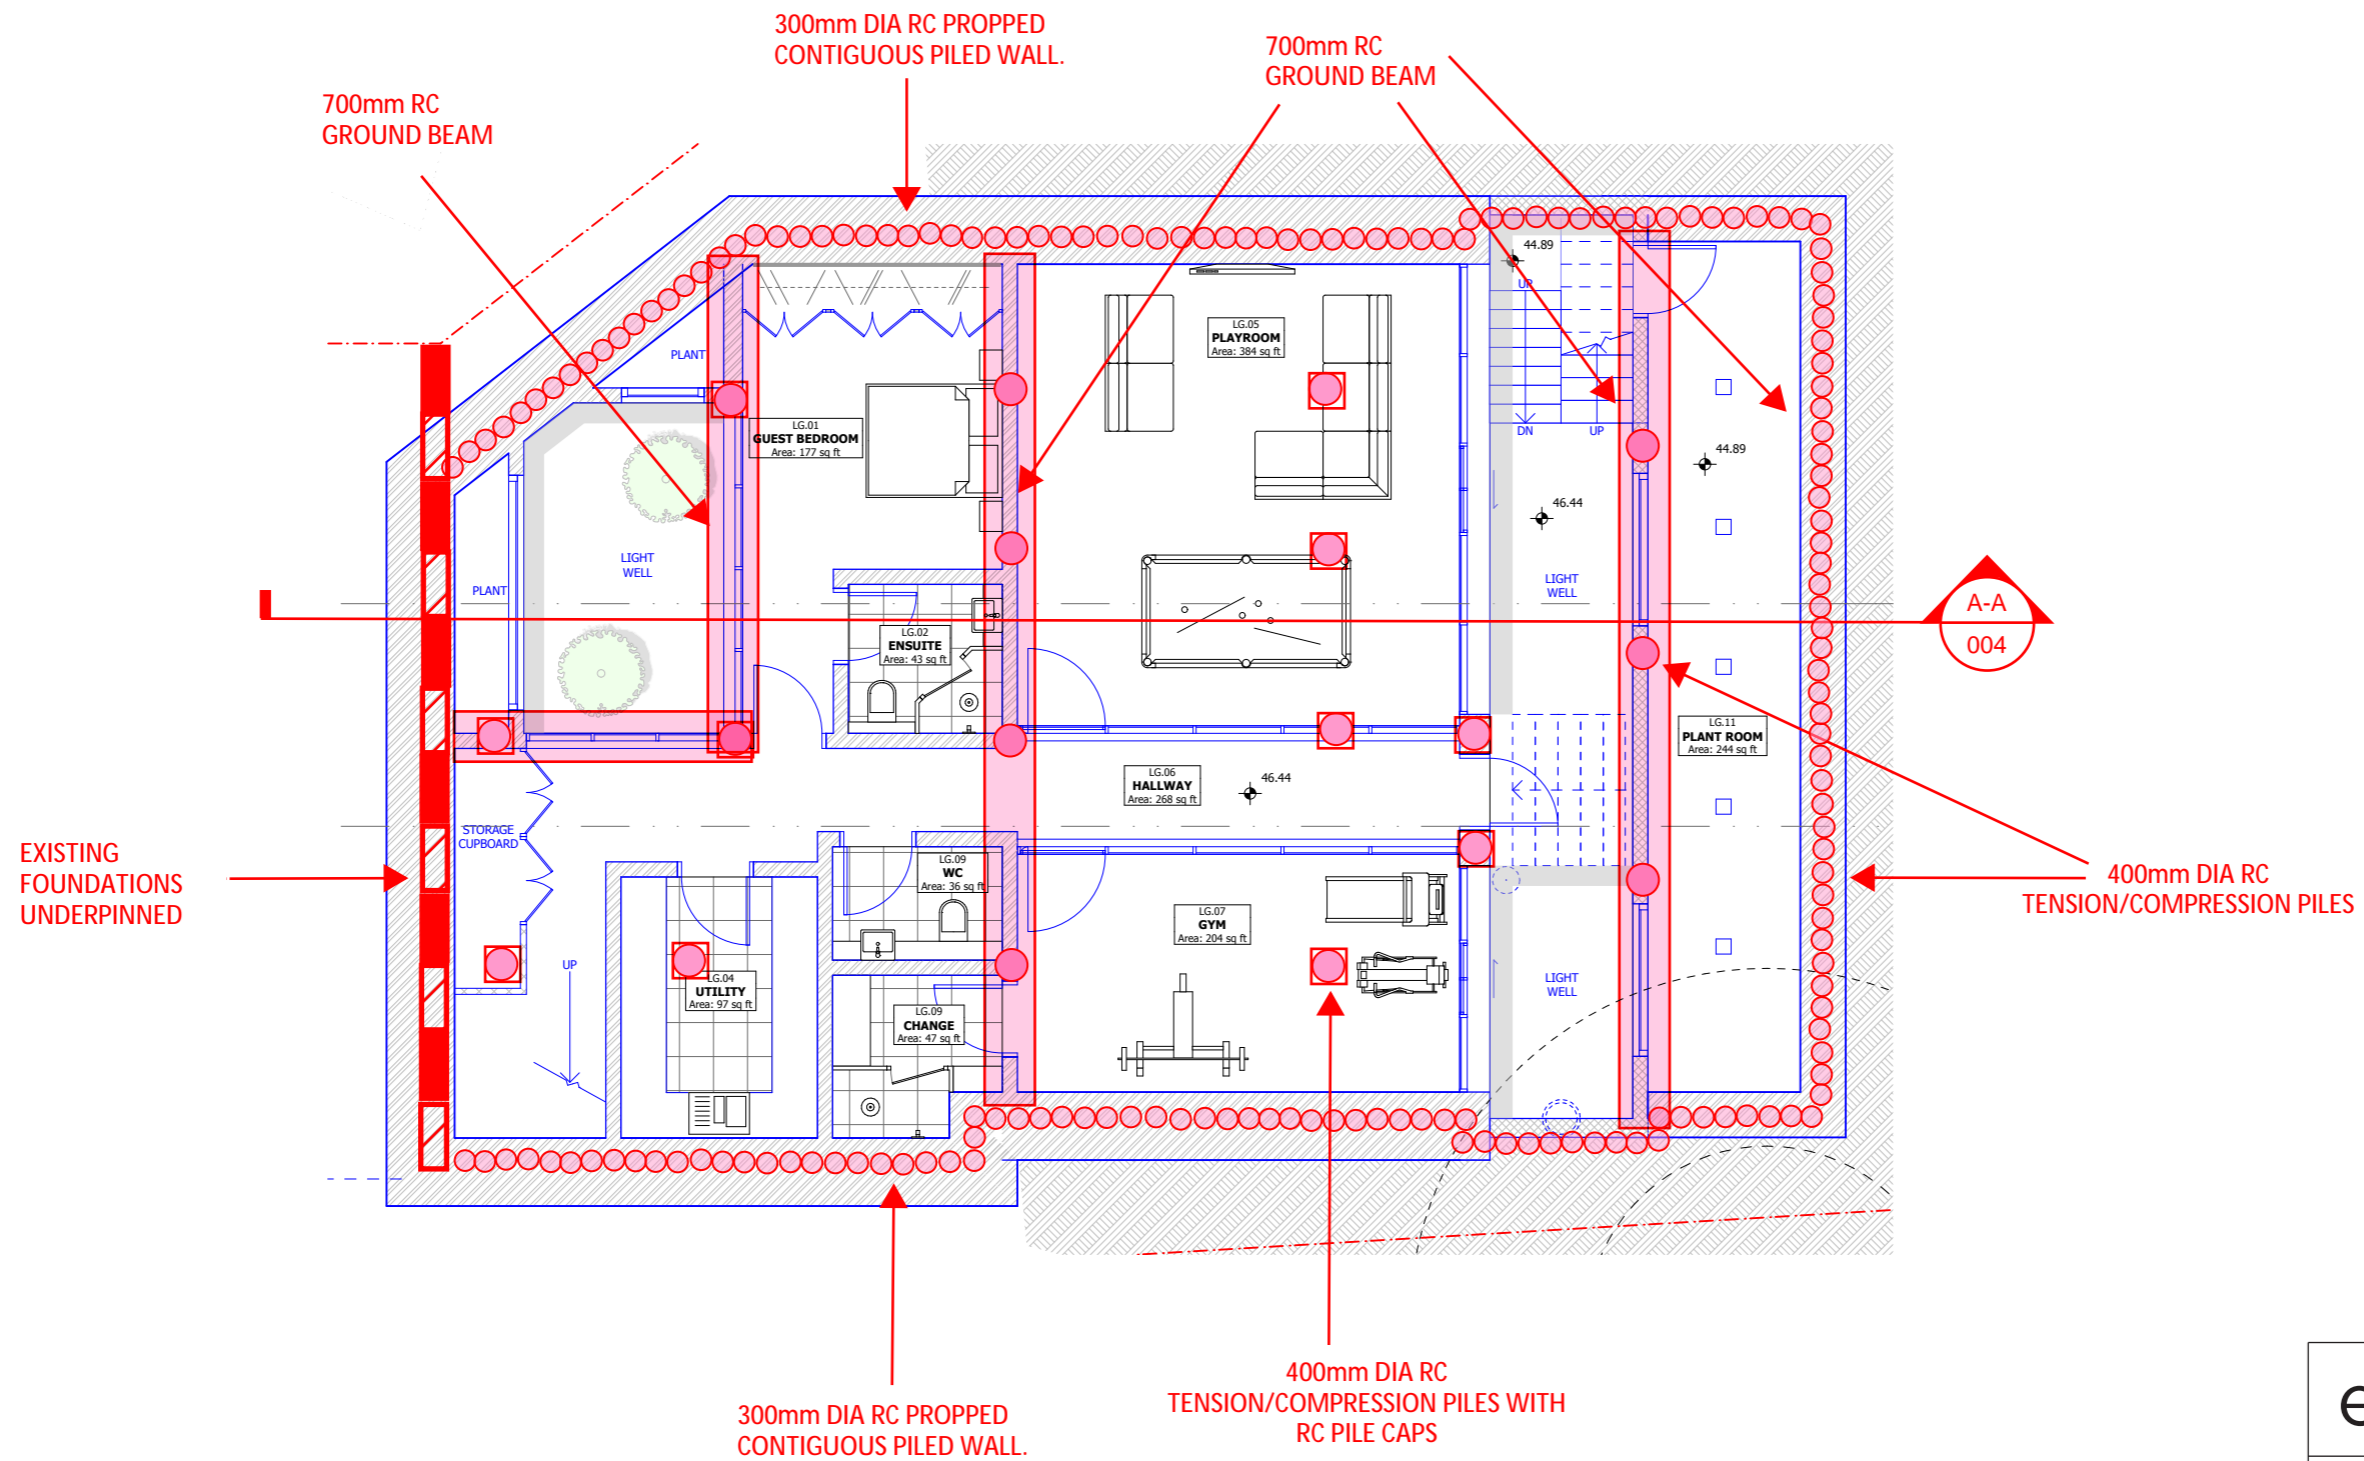 300mm DIA RC PROPPED
CONTIGUOUS PILED WALL.
700mm RC
GROUND BEAM
700mm RC
GROUND BEAM
44.89
UP
LG.05
PLAYROOM
Area: 384 sq ft
PLANT
LG.01
GUEST BEDROOM
Area: 177 sq ft
DN
UP
44.89
46.44
LIGHT
WELL
PLANT
LIGHT
WELL
A-A
004
LG.02
ENSUITE
Area: 43 sq ft
LG.11
PLANT ROOM
Area: 244 sq ft
LG.06
HALLWAY
Area: 268 sq ft
46.44
STORAGE
CUPBOARD
EXISTING
FOUNDATIONS
UNDERPINNED
LG.09
WC
Area: 36 sq ft
400mm DIA RC
TENSION/COMPRESSION PILES
LG.07
GYM
Area: 204 sq ft
UP
LG.04
UTILITY
Area: 97 sq ft
LIGHT
WELL
LG.09
CHANGE
Area: 47 sq ft
400mm DIA RC
TENSION/COMPRESSION PILES WITH
RC PILE CAPS
300mm DIA RC PROPPED
CONTIGUOUS PILED WALL.